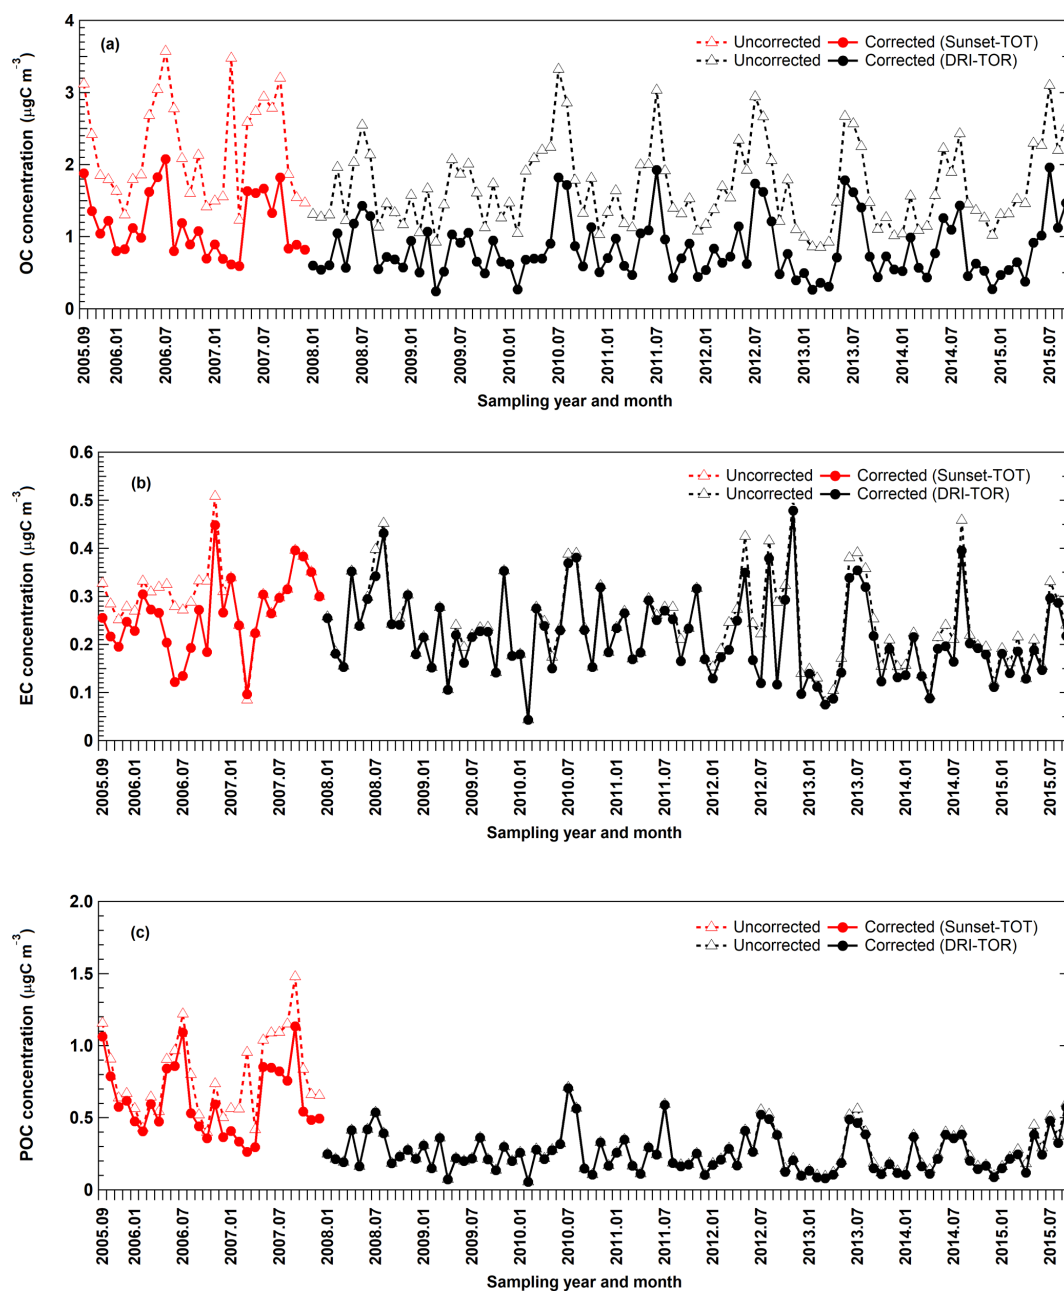 (a)
Uncorrected Corrected (Sunset-TOT)
Uncorrected Corrected (DRI-TOR)
OC concentration (µgC m⁻³)
4
3
2
1
0
2005.09 2006.01 2006.07 2007.01 2007.07 2008.01 2008.07 2009.01 2009.07 2010.01 2010.07 2011.01 2011.07 2012.01 2012.07 2013.01 2013.07 2014.01 2014.07 2015.01 2015.07
Sampling year and month
(b)
Uncorrected Corrected (Sunset-TOT)
Uncorrected Corrected (DRI-TOR)
EC concentration (µgC m⁻³)
0.6
0.5
0.4
0.3
0.2
0.1
0
2005.09 2006.01 2006.07 2007.01 2007.07 2008.01 2008.07 2009.01 2009.07 2010.01 2010.07 2011.01 2011.07 2012.01 2012.07 2013.01 2013.07 2014.01 2014.07 2015.01 2015.07
Sampling year and month
(c)
Uncorrected Corrected (Sunset-TOT)
Uncorrected Corrected (DRI-TOR)
POC concentration (µgC m⁻³)
2.0
1.5
1.0
0.5
0
2005.09 2006.01 2006.07 2007.01 2007.07 2008.01 2008.07 2009.01 2009.07 2010.01 2010.07 2011.01 2011.07 2012.01 2012.07 2013.01 2013.07 2014.01 2014.07 2015.01 2015.07
Sampling year and month